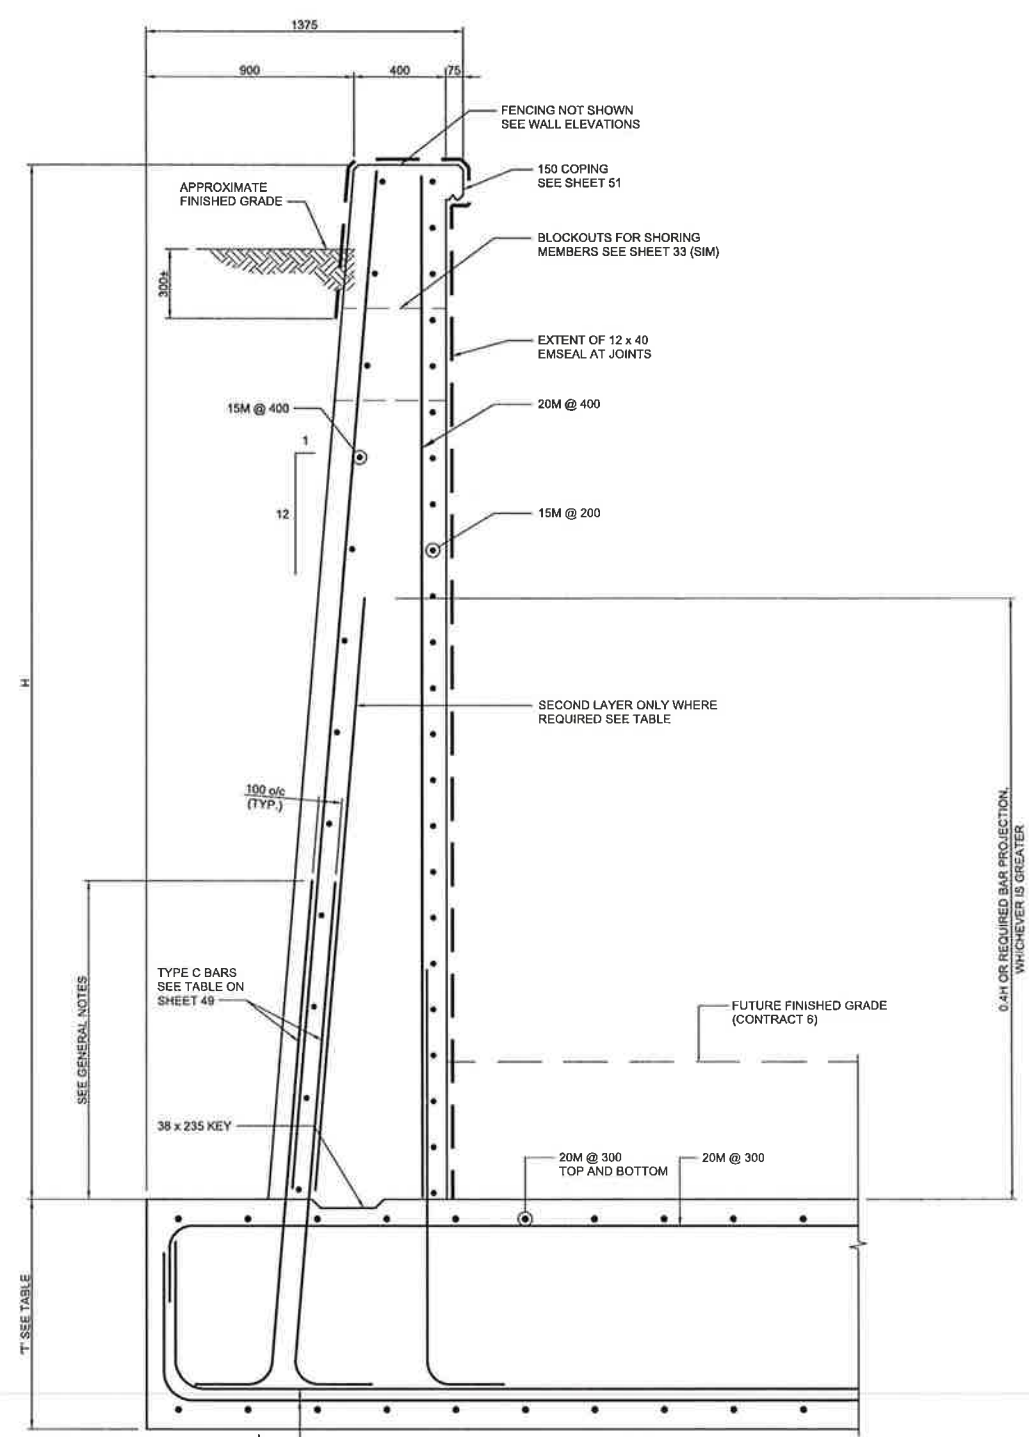 1375
900
400
75
FENCING NOT SHOWN
SEE WALL ELEVATIONS
150 COPING
SEE SHEET 51
APPROXIMATE
FINISHED GRADE
BLOCKOUTS FOR SHORING
MEMBERS SEE SHEET 33 (SIM)
300±
EXTENT OF 12 x 40
EMSEAL AT JOINTS
15M @ 400
20M @ 400
1
12
15M @ 200
H
SECOND LAYER ONLY WHERE
REQUIRED SEE TABLE
100 o/c
(TYP.)
0.4H OR REQUIRED BAR PROJECTION,
WHICHEVER IS GREATER
SEE GENERAL NOTES
TYPE C BARS
SEE TABLE ON
SHEET 49
FUTURE FINISHED GRADE
(CONTRACT 6)
38 x 235 KEY
20M @ 300
TOP AND BOTTOM
20M @ 300
'T' SEE TABLE